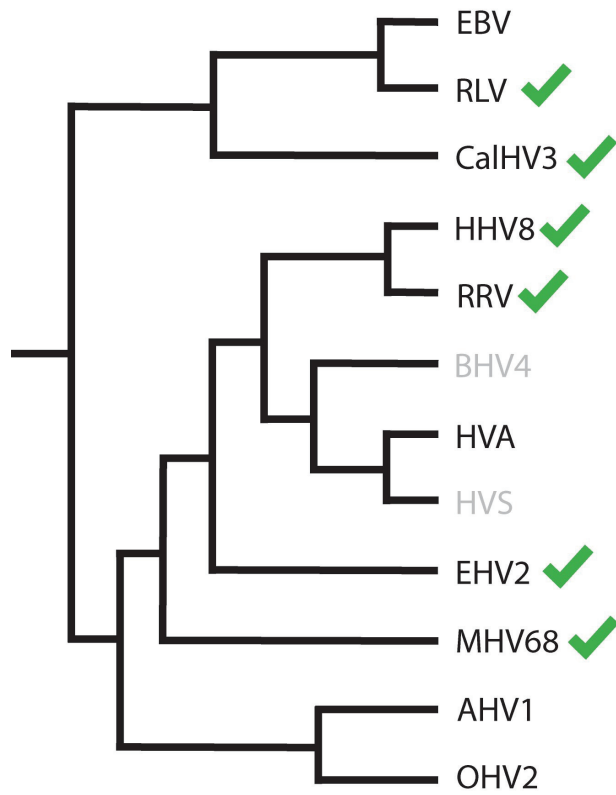 EBV
RLV
CalHV3
HHV8
RRV
BHV4
HVA
HVS
EHV2
MHV68
AHV1
OHV2